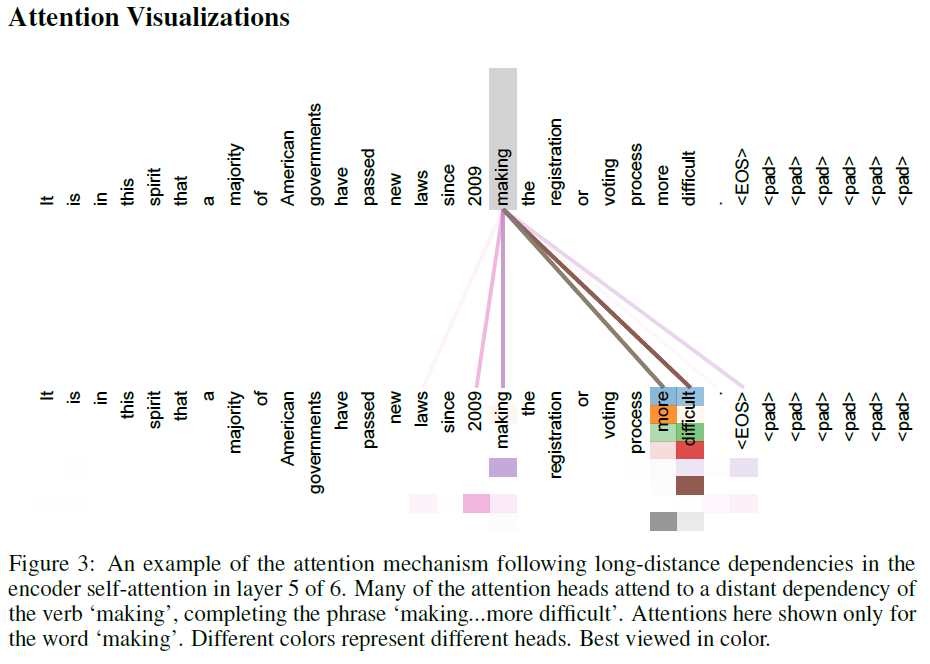 Attention Visualizations
It is in this spirit that a majority of American governments have passed new laws since 2009 making the registration or voting process more difficult . <EOS> <pad> <pad> <pad> <pad> <pad> <pad>
It is in this spirit that a majority of American governments have passed new laws since 2009 making the registration or voting process more difficult . <EOS> <pad> <pad> <pad> <pad> <pad> <pad>
Figure 3: An example of the attention mechanism following long-distance dependencies in the
encoder self-attention in layer 5 of 6. Many of the attention heads attend to a distant dependency of
the verb ‘making’, completing the phrase ‘making...more difficult’. Attentions here shown only for
the word ‘making’. Different colors represent different heads. Best viewed in color.